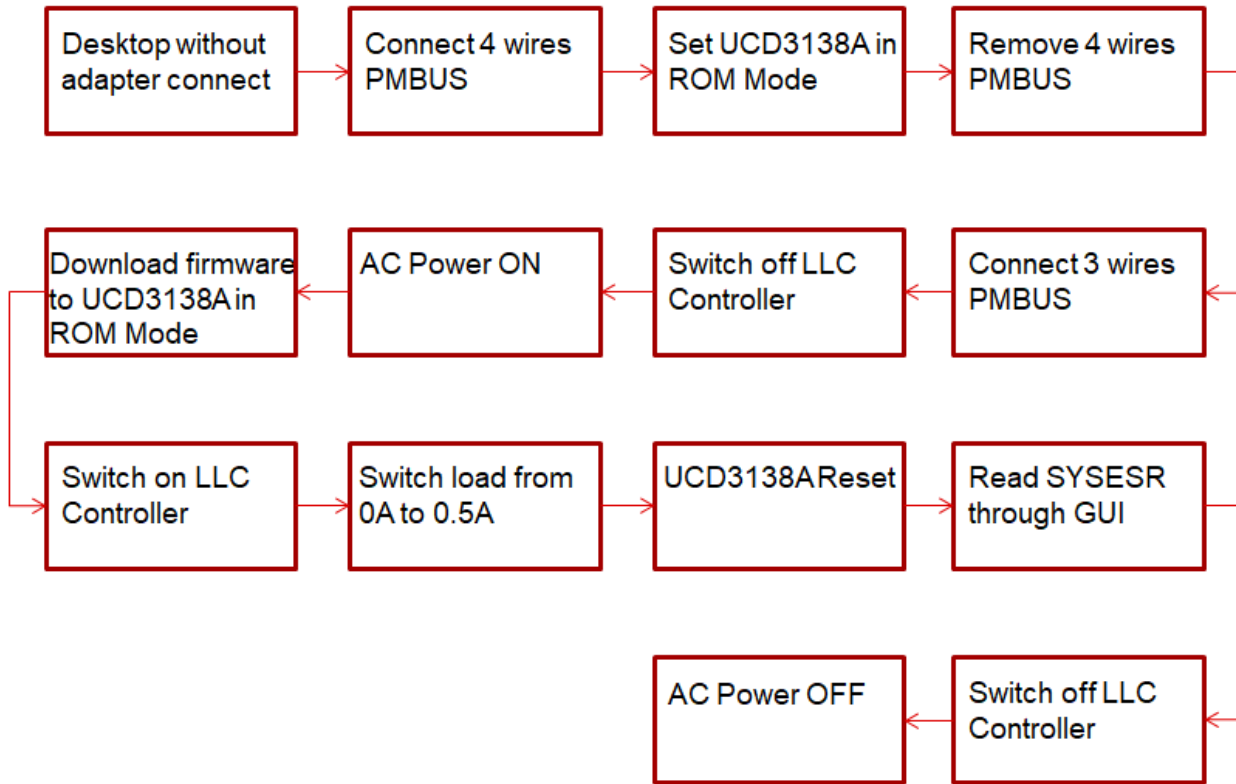 Desktop without
adapter connect
Connect 4 wires
PMBUS
Set UCD3138A in
ROM Mode
Remove 4 wires
PMBUS
Download firmware
to UCD3138A in
ROM Mode
AC Power ON
Switch off LLC
Controller
Connect 3 wires
PMBUS
Switch on LLC
Controller
Switch load from
0A to 0.5A
UCD3138A Reset
Read SYSESR
through GUI
AC Power OFF
Switch off LLC
Controller